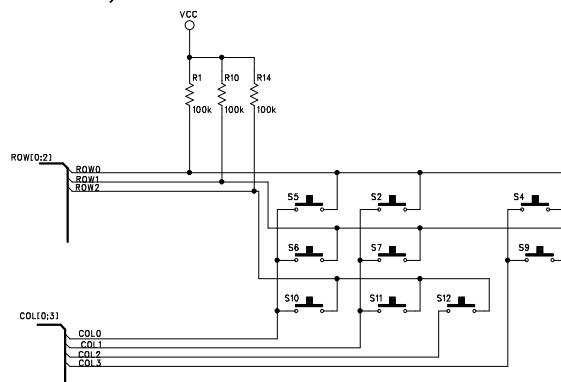 VCC
R1 R10 R14
100k 100k 100k
ROW[0:2]
ROW0
ROW1
ROW2
S5 S2 S4
S6 S7 S9
S10 S11 S12
COL[0:3]
COL0
COL1
COL2
COL3